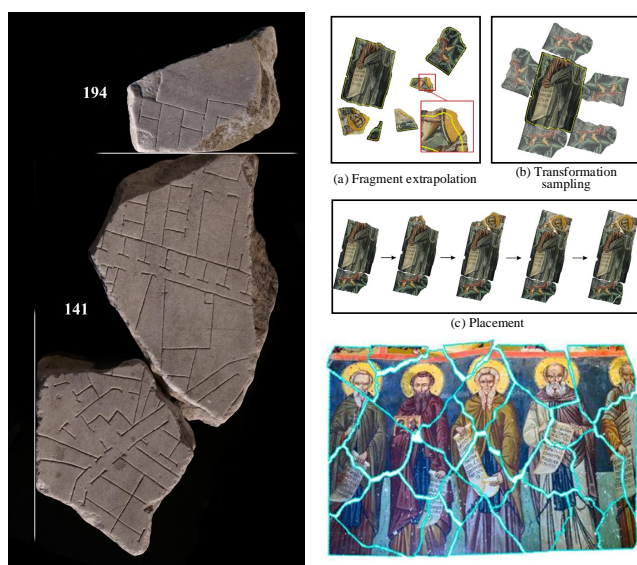 194
141
(a) Fragment extrapolation
(b) Transformation
sampling
(c) Placement